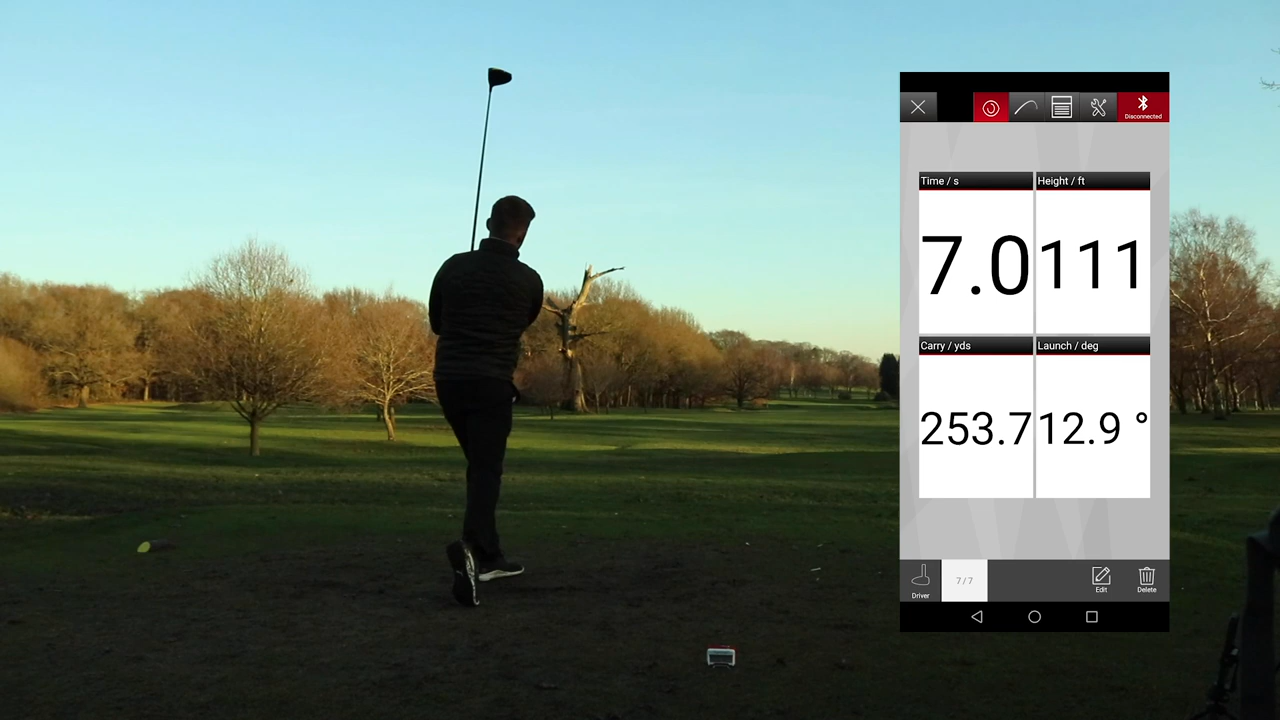 Disconnected
Time / s
Height / ft
7.0
111
Carry / yds
Launch / deg
253.7
12.9 °
Driver
7 / 7
Edit
Delete